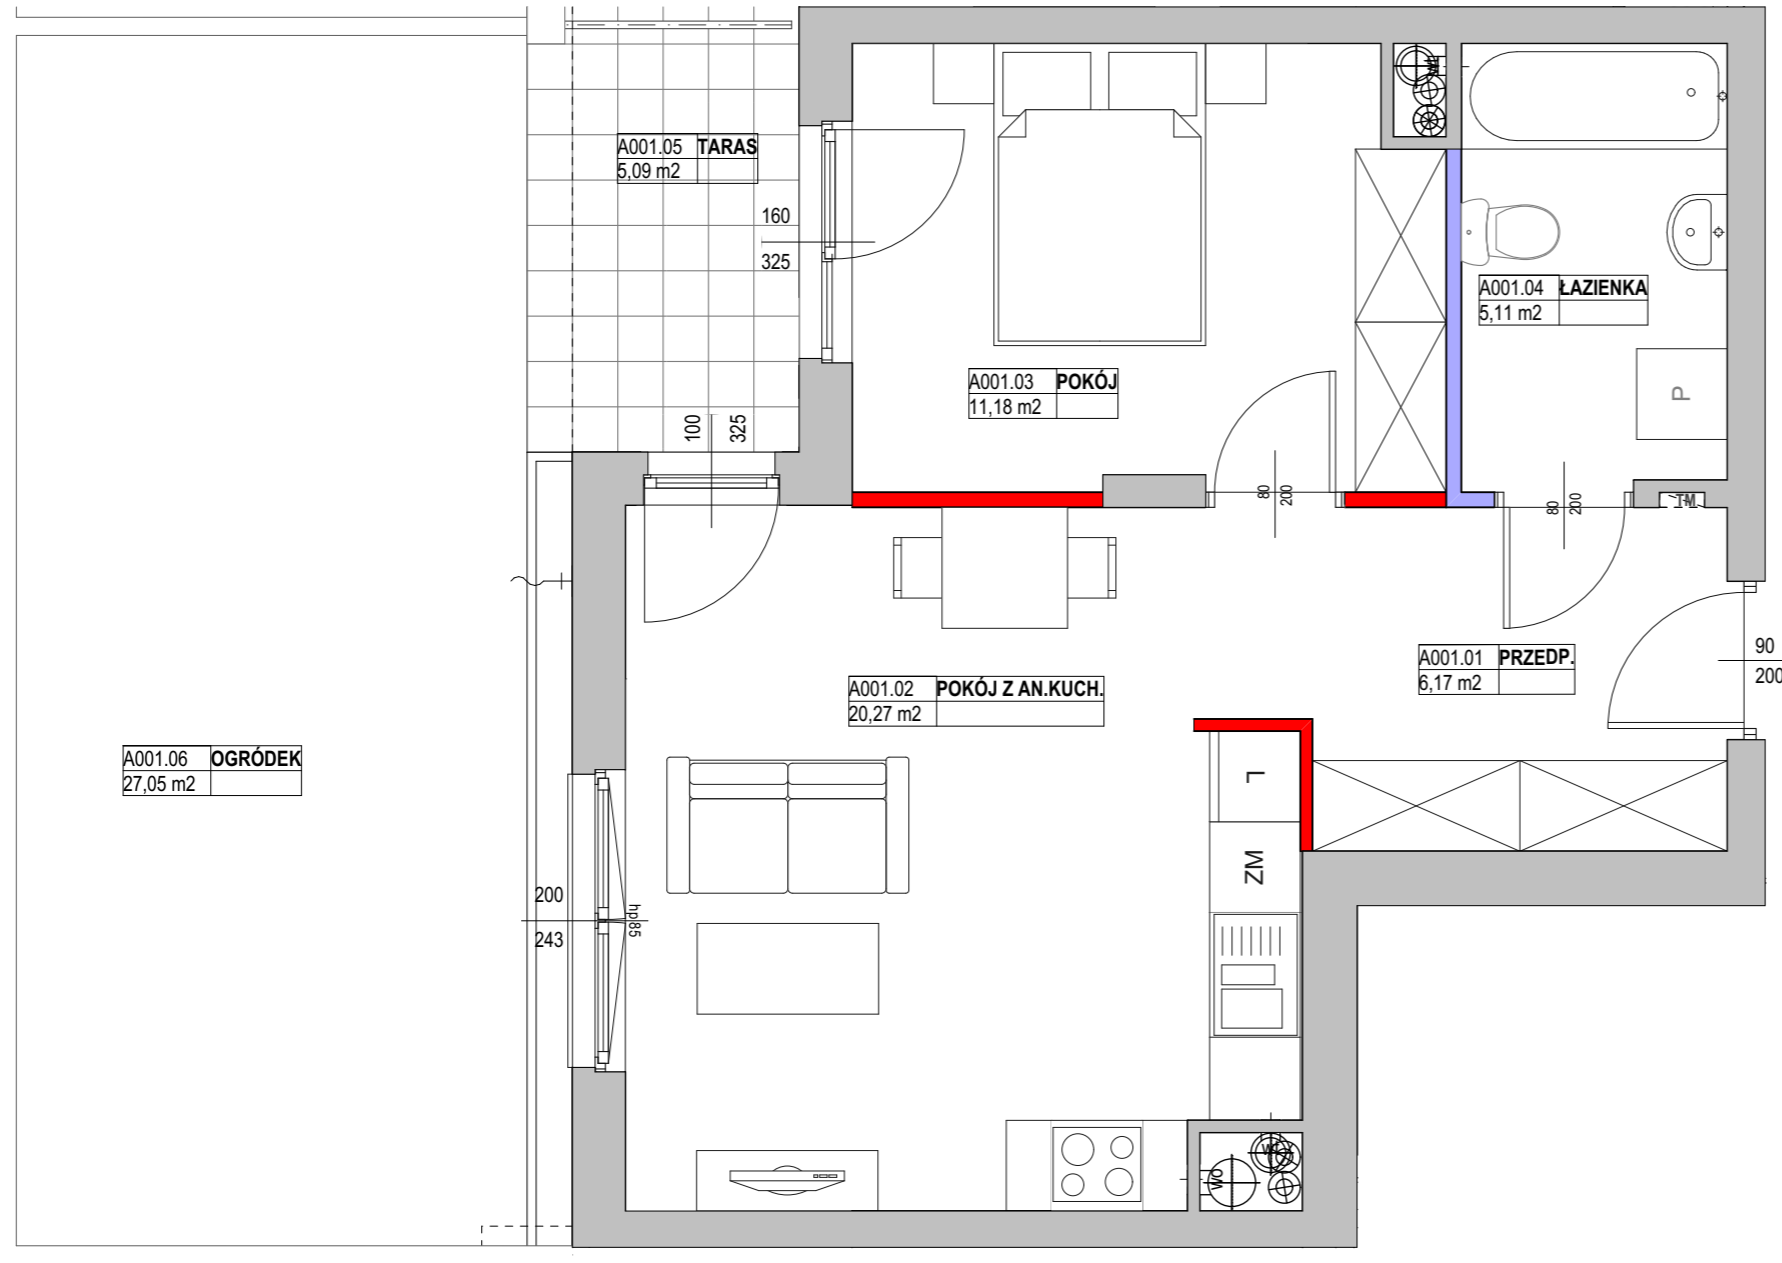 A001.05 TARAS
5,09 m2
160
325
100
325
A001.03 POKÓJ
11,18 m2
A001.04 ŁAZIENKA
5,11 m2
P
80
200
80
200
TM
A001.01 PRZEDP.
6,17 m2
90
200
A001.02 POKÓJ Z AN.KUCH.
20,27 m2
A001.06 OGRÓDEK
27,05 m2
L
ZM
200
243
hp 85
WO